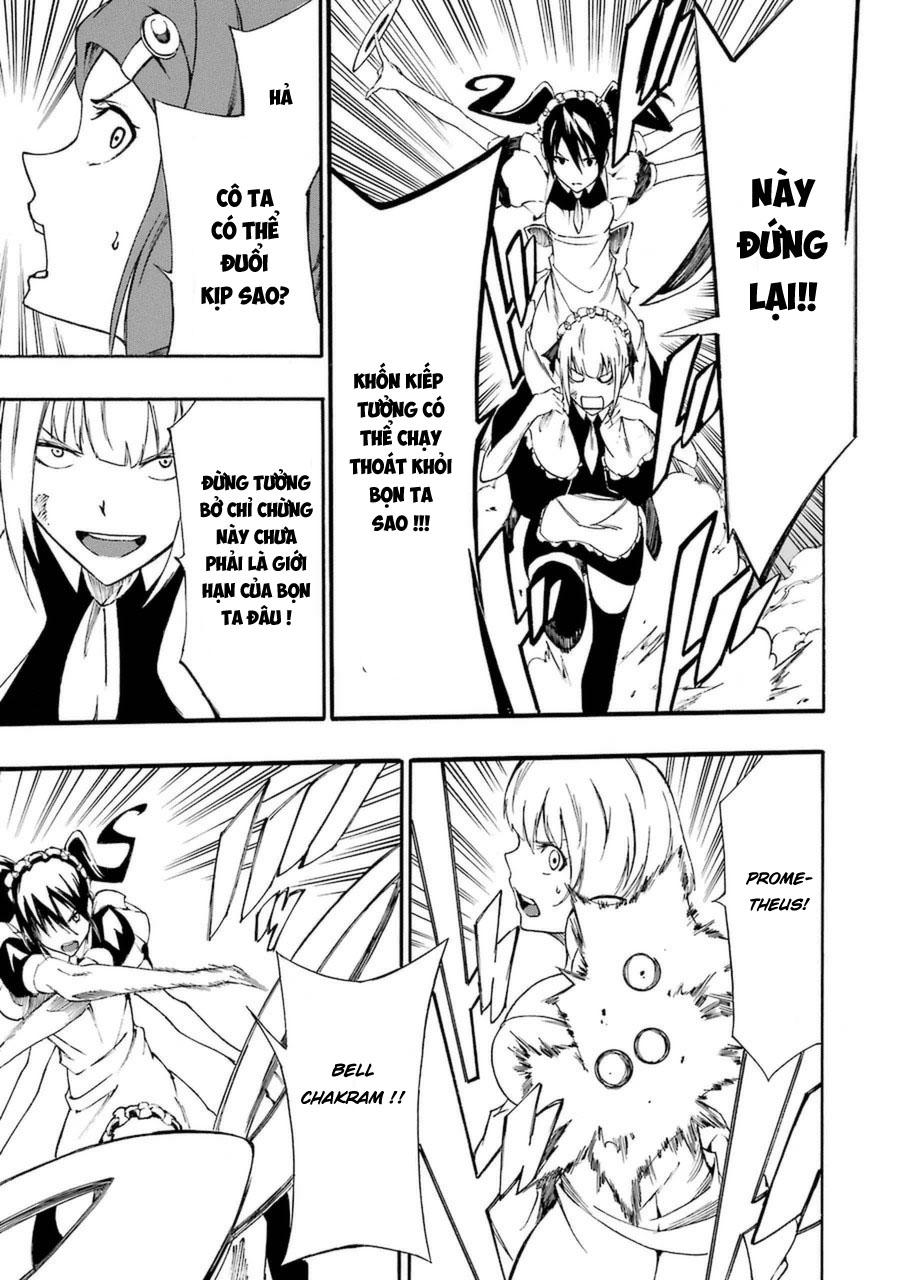 NÀY
ĐỨNG
LẠI!!
KHỐN KIẾP
TƯỞNG CÓ
THỂ CHẠY
THOÁT KHỎI
BỌN TA
SAO !!!
HẢ
CÔ TA
CÓ THỂ
ĐUỔI
KỊP SAO?
ĐỪNG TƯỞNG
BỞ CHỈ CHỪNG
NÀY CHƯA
PHẢI LÀ GIỚI
HẠN CỦA BỌN
TA ĐÂU !
PROME-
THEUS!
BELL
CHAKRAM !!